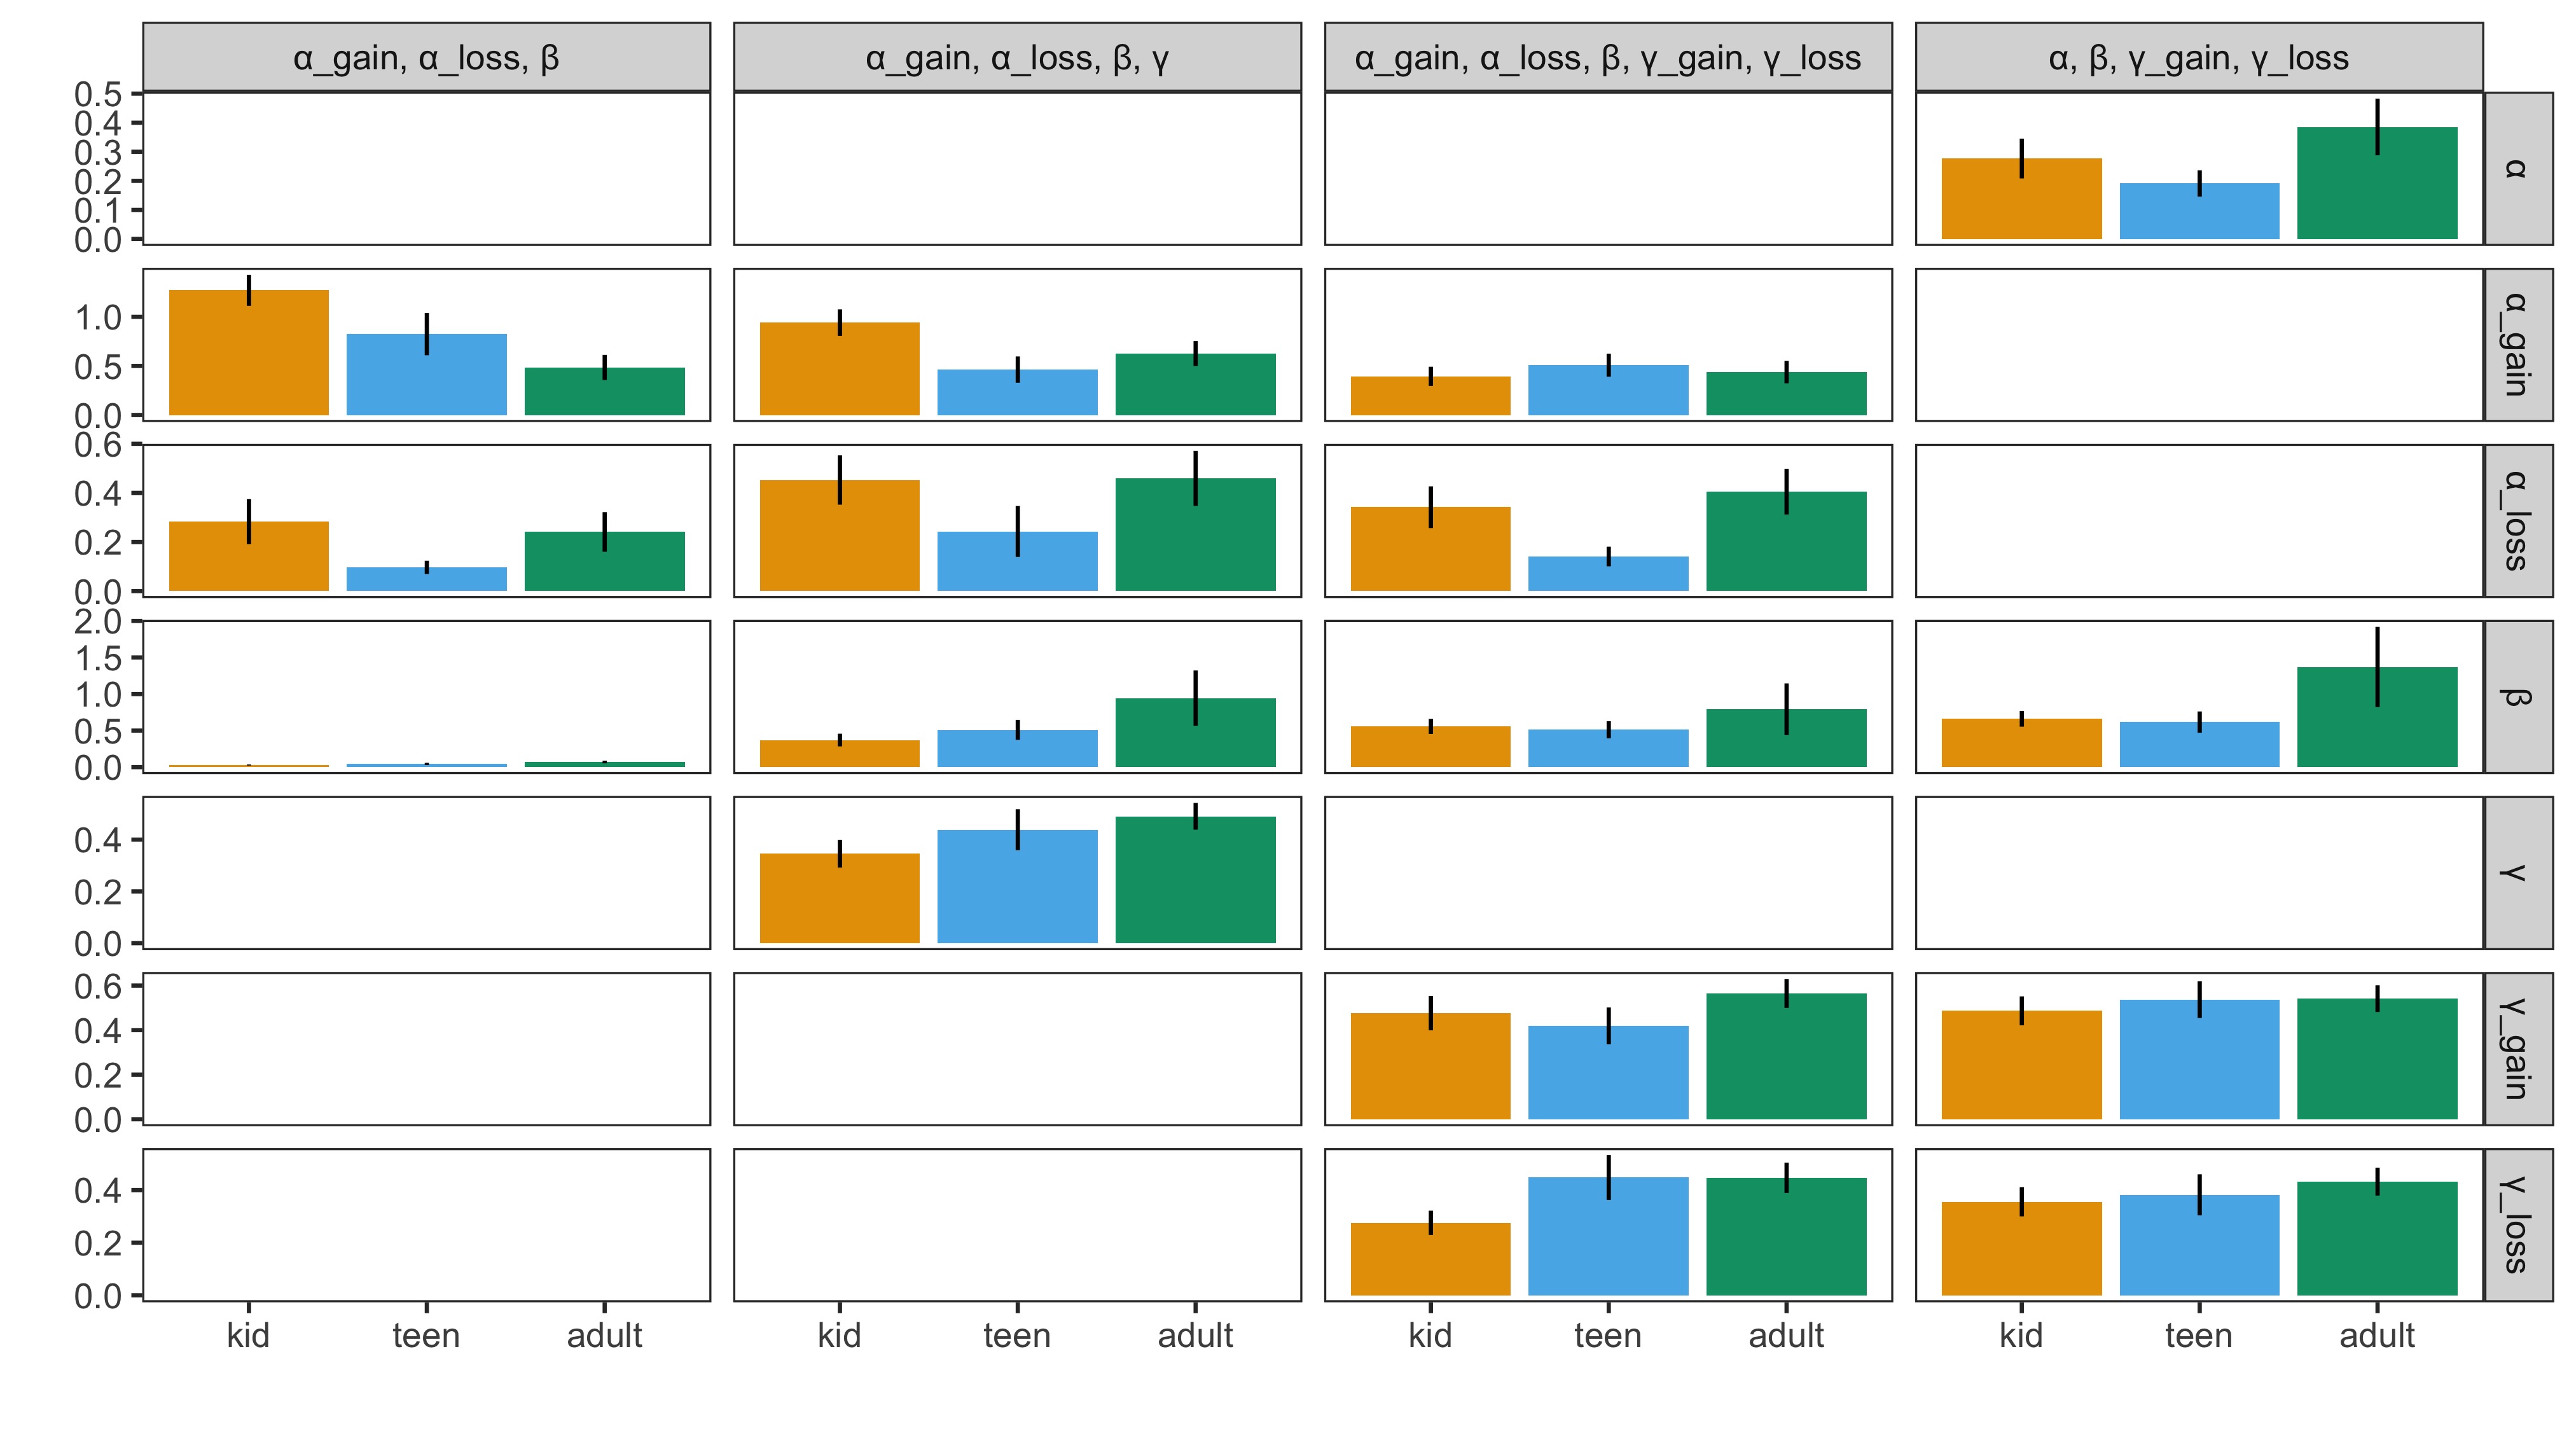 α_gain, α_loss, β
α_gain, α_loss, β, γ
α_gain, α_loss, β, γ_gain, γ_loss
α, β, γ_gain, γ_loss
0.5
0.4
0.3
0.2
0.1
0.0
α
1.0
0.5
0.0
α_gain
0.6
0.4
0.2
0.0
α_loss
2.0
1.5
1.0
0.5
0.0
β
0.4
0.2
0.0
γ
0.6
0.4
0.2
0.0
γ_gain
0.4
0.2
0.0
γ_loss
kid teen adult kid teen adult kid teen adult kid teen adult